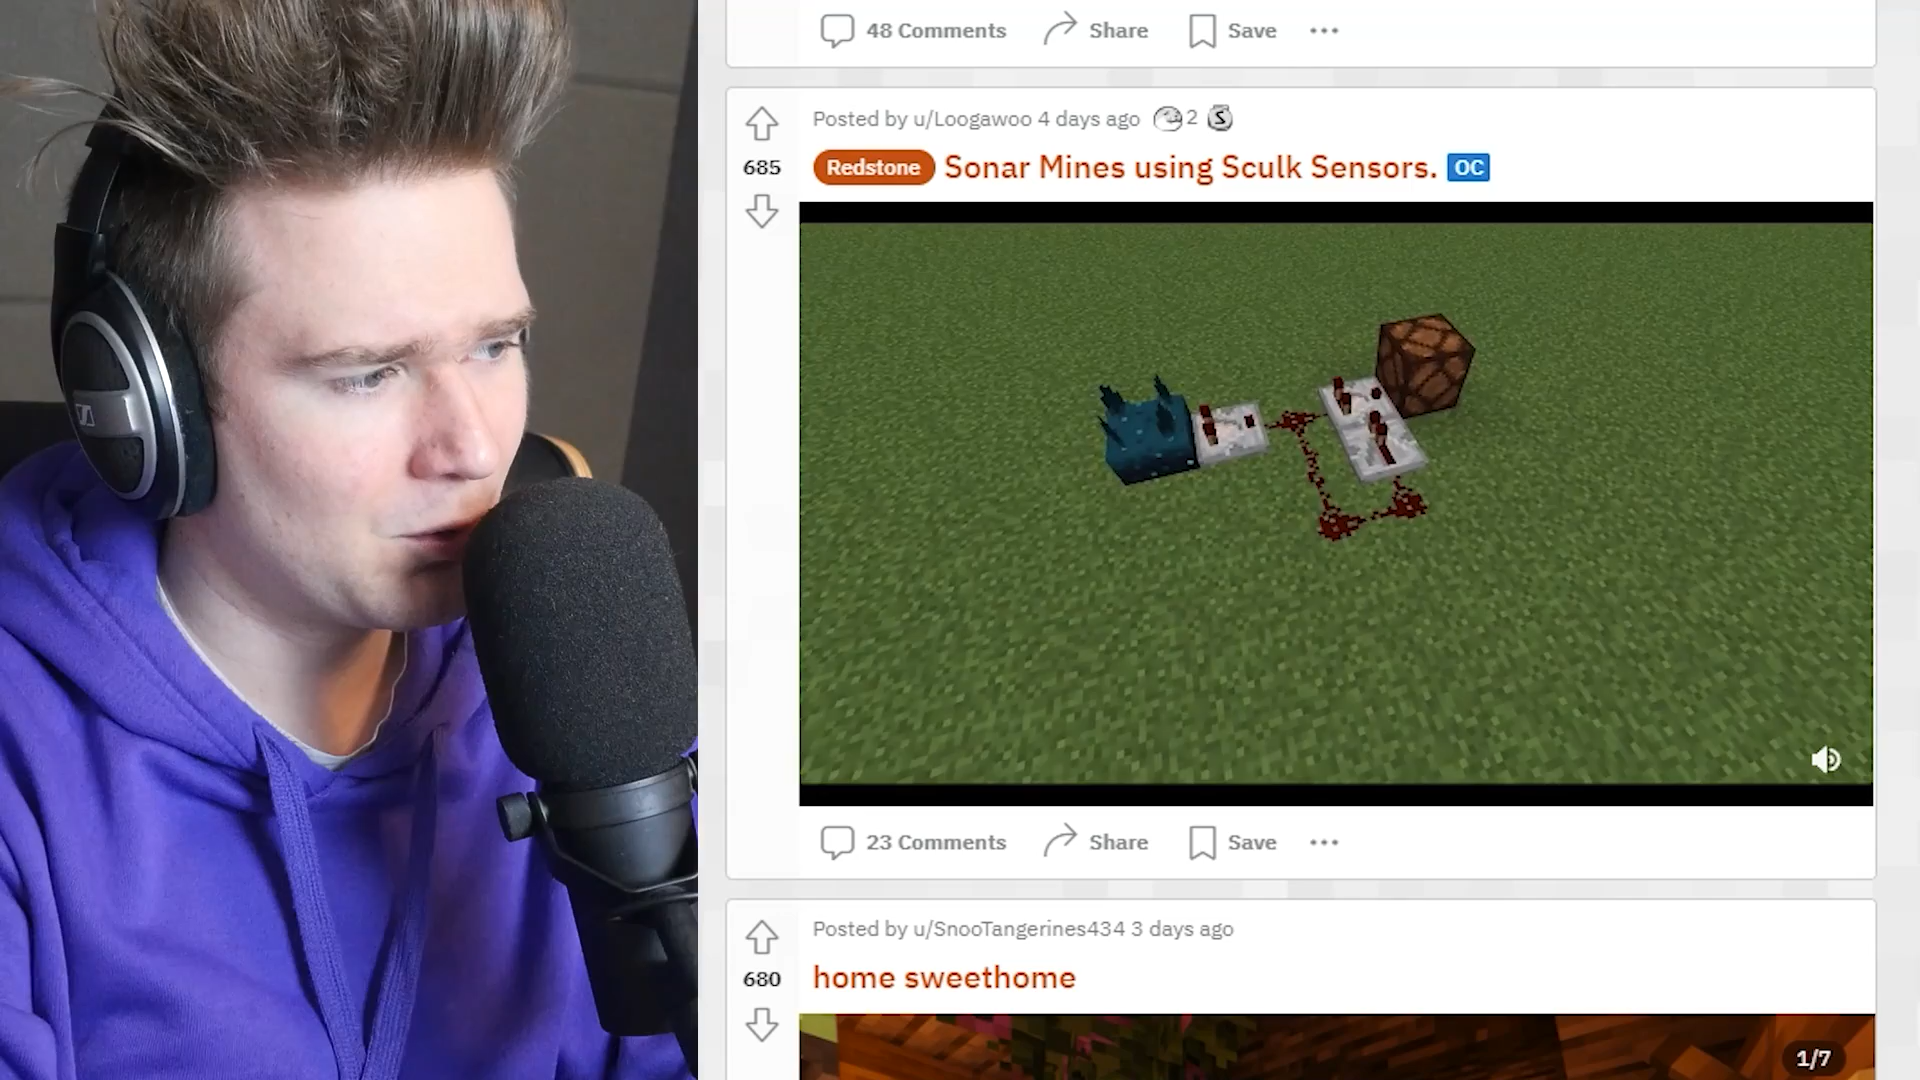 48 Comments Share Save
Posted by u/Loogawoo 4 days ago 2 S
685
Redstone Sonar Mines using Sculk Sensors. OC
23 Comments Share Save
Posted by u/SnooTangerines434 3 days ago
680
home sweethome
1/7